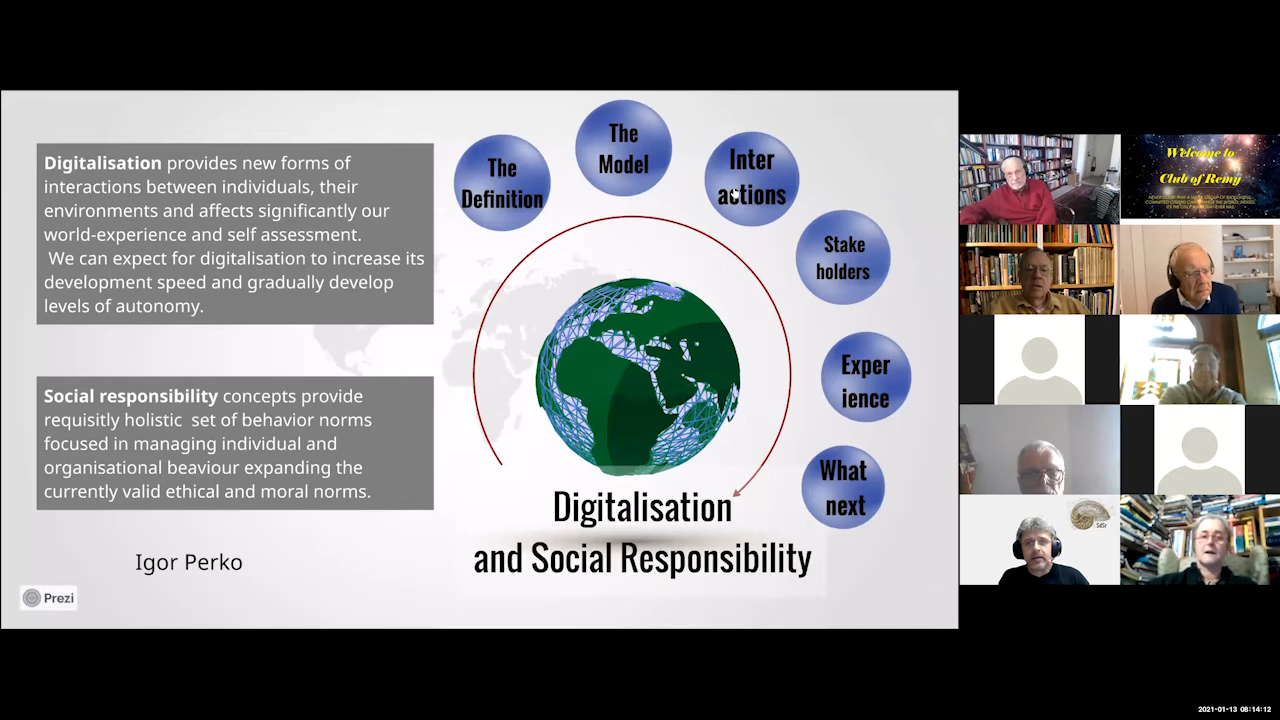 Digitalisation provides new forms of
interactions between individuals, their
environments and affects significantly our
world-experience and self assessment.
We can expect for digitalisation to increase its
development speed and gradually develop
levels of autonomy.
Social responsibility concepts provide
requisitly holistic set of behavior norms
focused in managing individual and
organisational beaviour expanding the
currently valid ethical and moral norms.
Igor Perko
Prezi
The
Definition
The
Model
Inter
actions
Stake
holders
Exper
ience
What
next
Digitalisation
and Social Responsibility
Welcome to
Club of Remy
SdSr
2021-01-13 08:14:12